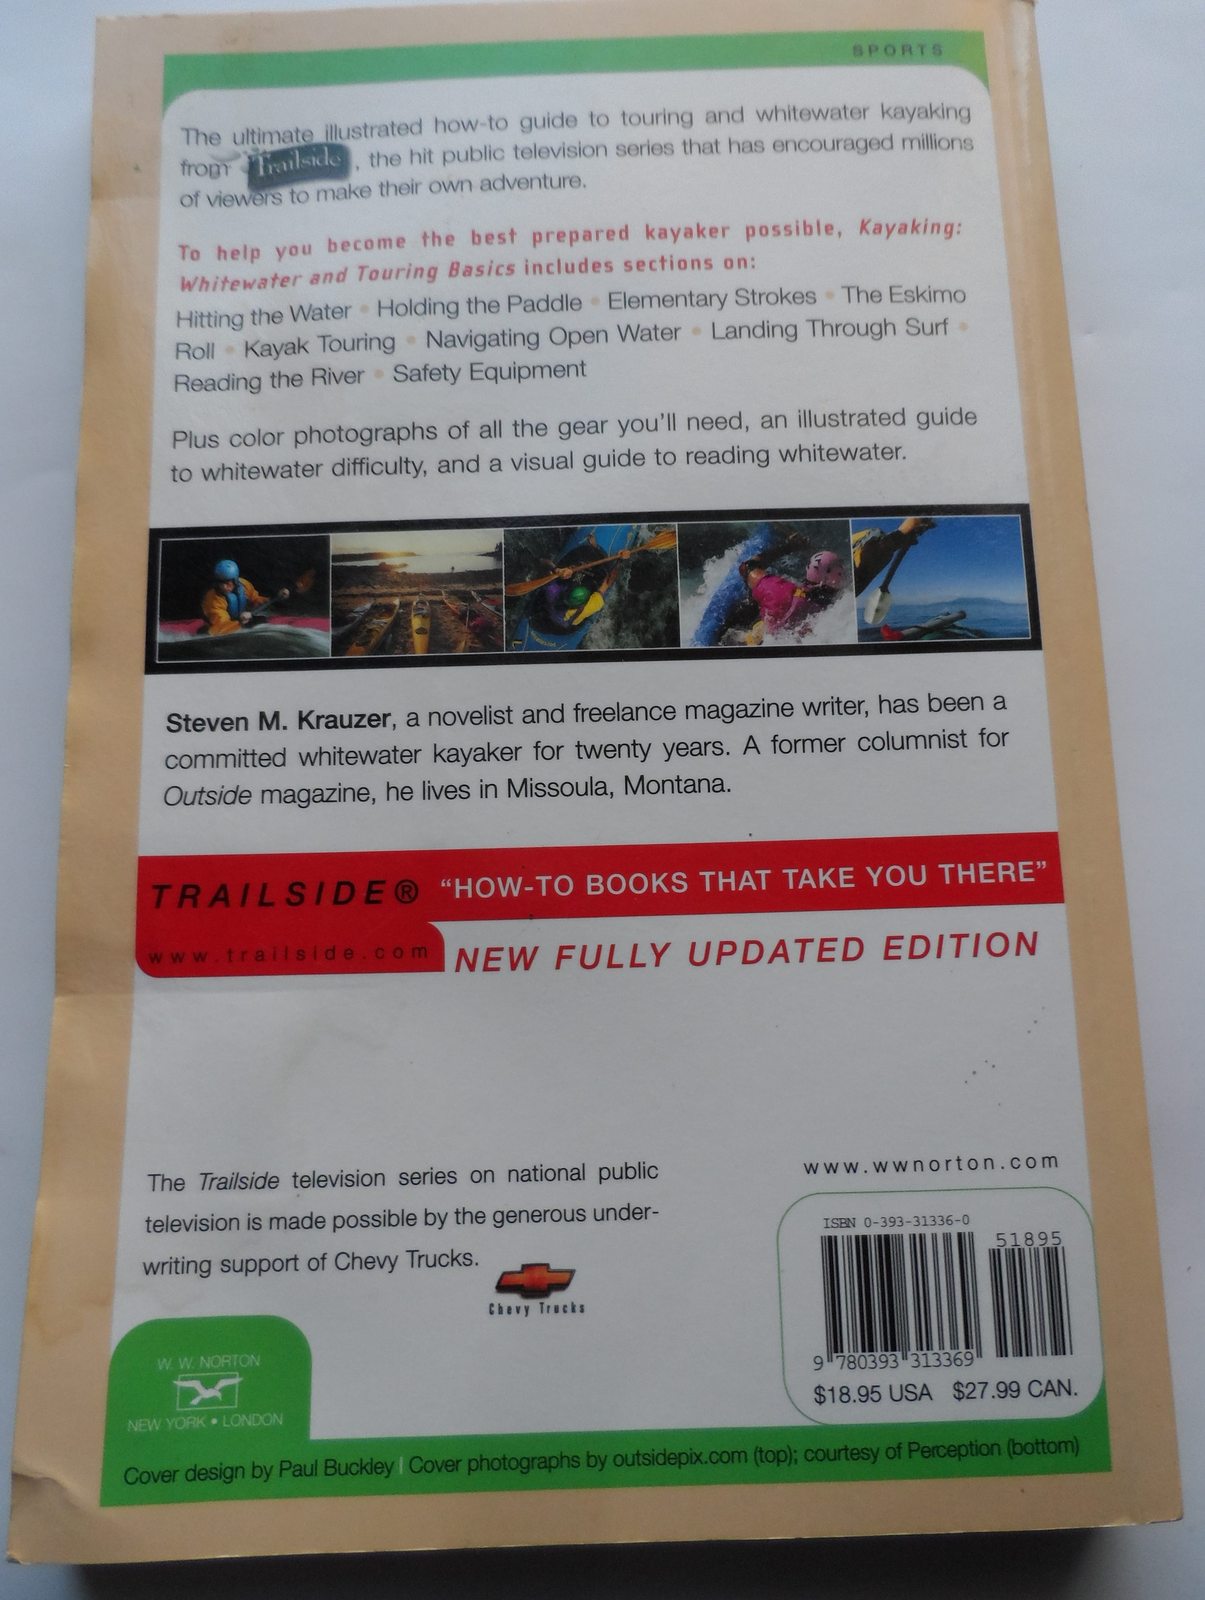 SPORTS
The ultimate illustrated how-to guide to touring and whitewater kayaking
from Trailside, the hit public television series that has encouraged millions
of viewers to make their own adventure.
To help you become the best prepared kayaker possible, Kayaking:
Whitewater and Touring Basics includes sections on:
Hitting the Water • Holding the Paddle • Elementary Strokes • The Eskimo
Roll • Kayak Touring • Navigating Open Water • Landing Through Surf •
Reading the River • Safety Equipment
Plus color photographs of all the gear you'll need, an illustrated guide
to whitewater difficulty, and a visual guide to reading whitewater.
Steven M. Krauzer, a novelist and freelance magazine writer, has been a
committed whitewater kayaker for twenty years. A former columnist for
Outside magazine, he lives in Missoula, Montana.
TRAILSIDE® "HOW-TO BOOKS THAT TAKE YOU THERE"
www.trailside.com NEW FULLY UPDATED EDITION
The Trailside television series on national public
television is made possible by the generous under-
writing support of Chevy Trucks.
Chevy Trucks
www.wwnorton.com
ISBN 0-393-31336-0
51895
9 780393 313369
$18.95 USA $27.99 CAN.
W. W. NORTON
NEW YORK • LONDON
Cover design by Paul Buckley | Cover photographs by outsidepix.com (top); courtesy of Perception (bottom)